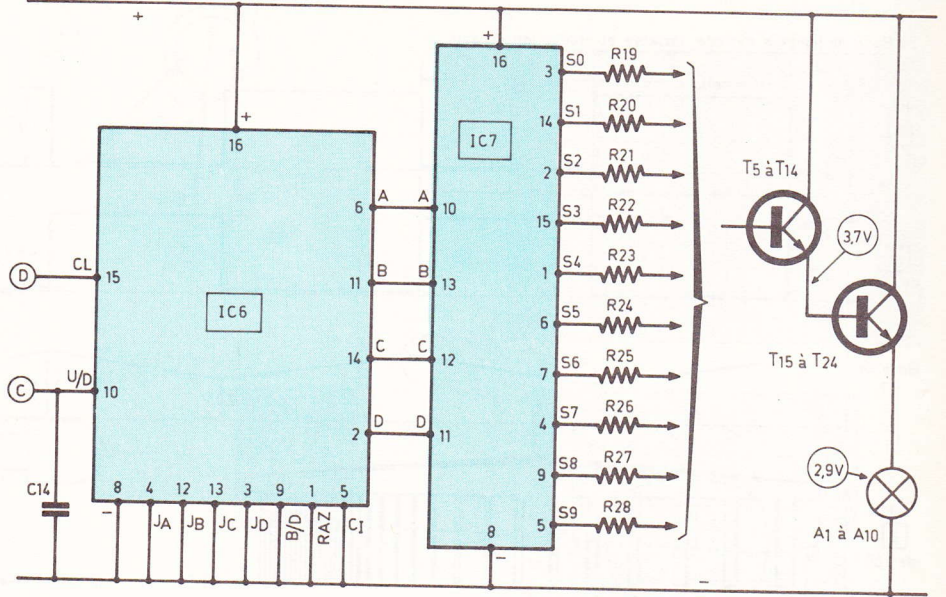 +
+
16
IC6
D
CL
15
C
U/D
10
C14
6
A
A
10
11
B
B
13
14
C
C
12
2
D
D
11
8
4
12
13
3
9
1
5
–
JA
JB
JC
JD
B/D
RAZ
CI
+
16
IC7
3
S0
R19
14
S1
R20
2
S2
R21
15
S3
R22
1
S4
R23
6
S5
R24
7
S6
R25
4
S7
R26
9
S8
R27
5
S9
R28
8
–
–
T5 à T14
3,7V
T15 à T24
2,9V
A1 à A10